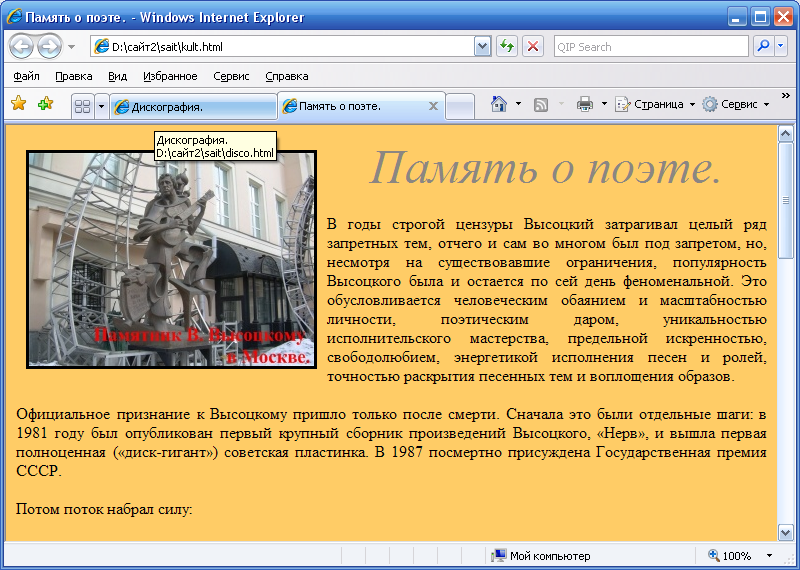 Память о поэте. - Windows Internet Explorer
D:\сайт2\sait\kult.html
QIP Search
Файл Правка Вид Избранное Сервис Справка
Дискография.
Память о поэте.
Страница
Сервис
Дискография.
D:\сайт2\sait\disco.html
Память о поэте.
Памятник В. Высоцкому
в Москве.
В годы строгой цензуры Высоцкий затрагивал целый ряд
запретных тем, отчего и сам во многом был под запретом, но,
несмотря на существовавшие ограничения, популярность
Высоцкого была и остается по сей день феноменальной. Это
обусловливается человеческим обаянием и масштабностью
личности, поэтическим даром, уникальностью
исполнительского мастерства, предельной искренностью,
свободолюбием, энергетикой исполнения песен и ролей,
точностью раскрытия песенных тем и воплощения образов.
Официальное признание к Высоцкому пришло только после смерти. Сначала это были отдельные шаги: в
1981 году был опубликован первый крупный сборник произведений Высоцкого, «Нерв», и вышла первая
полноценная («диск-гигант») советская пластинка. В 1987 посмертно присуждена Государственная премия
СССР.
Потом поток набрал силу:
Мой компьютер
100%